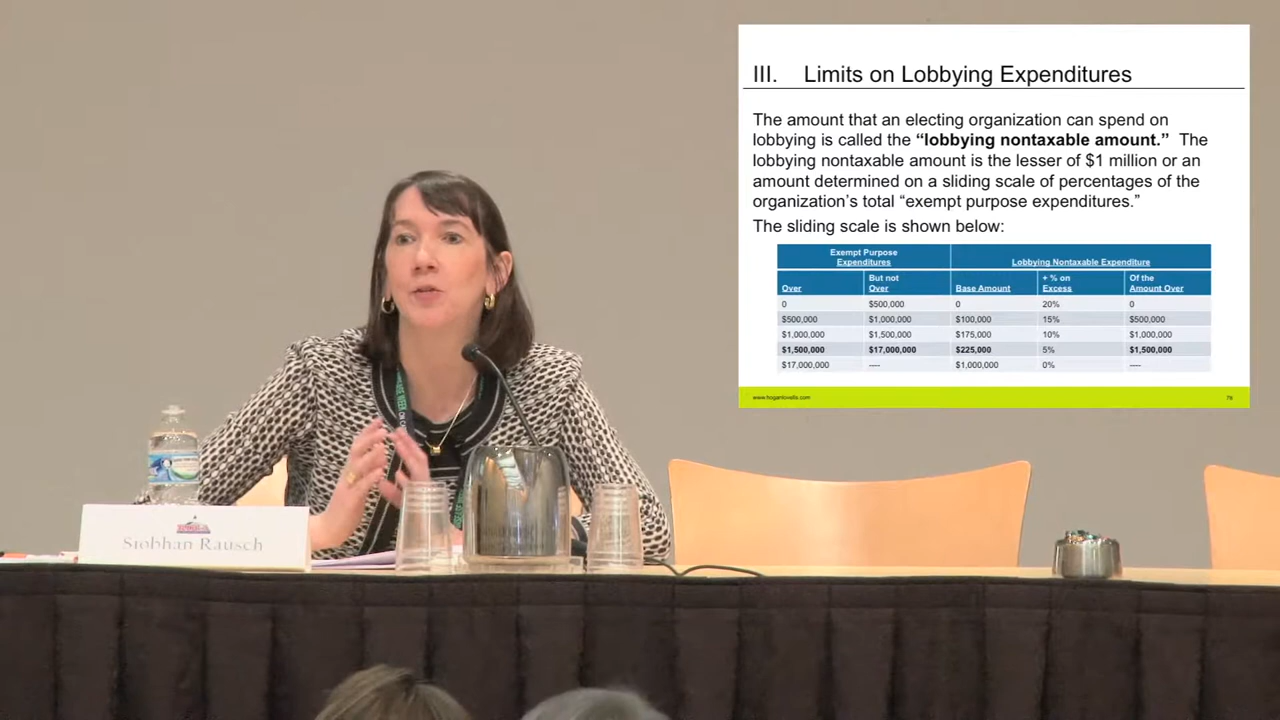 III. Limits on Lobbying Expenditures
The amount that an electing organization can spend on
lobbying is called the “lobbying nontaxable amount.” The
lobbying nontaxable amount is the lesser of $1 million or an
amount determined on a sliding scale of percentages of the
organization’s total “exempt purpose expenditures.”
The sliding scale is shown below:
Exempt Purpose
Expenditures
Lobbying Nontaxable Expenditure
Over
But not
Over
Base Amount
+ % on
Excess
Of the
Amount Over
0 $500,000 0 20% 0
$500,000 $1,000,000 $100,000 15% $500,000
$1,000,000 $1,500,000 $175,000 10% $1,000,000
$1,500,000 $17,000,000 $225,000 5% $1,500,000
$17,000,000 ---- $1,000,000 0% ----
www.hoganlovells.com 76
Siobhan Rausch